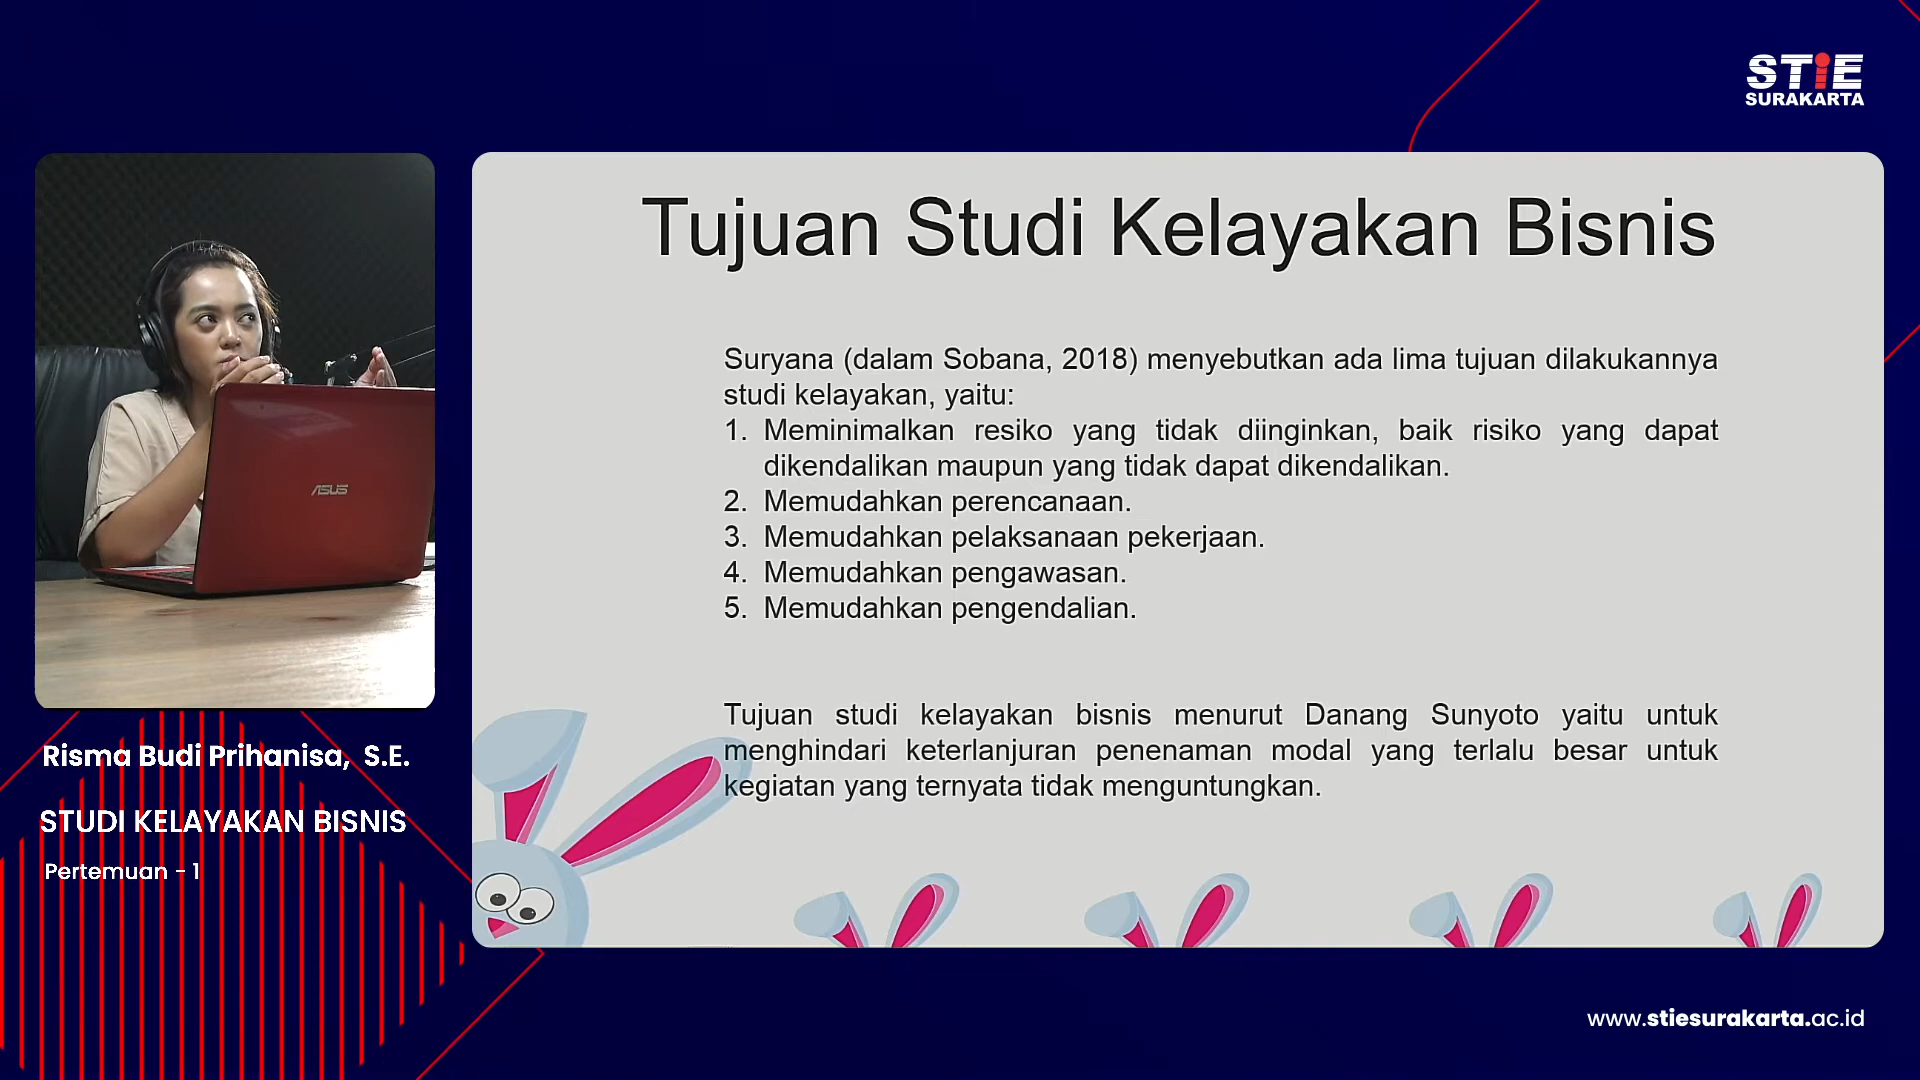 STiE
SURAKARTA
Tujuan Studi Kelayakan Bisnis
Suryana (dalam Sobana, 2018) menyebutkan ada lima tujuan dilakukannya
studi kelayakan, yaitu:
1. Meminimalkan resiko yang tidak diinginkan, baik risiko yang dapat
dikendalikan maupun yang tidak dapat dikendalikan.
2. Memudahkan perencanaan.
3. Memudahkan pelaksanaan pekerjaan.
4. Memudahkan pengawasan.
5. Memudahkan pengendalian.
Tujuan studi kelayakan bisnis menurut Danang Sunyoto yaitu untuk
menghindari keterlanjuran penenaman modal yang terlalu besar untuk
kegiatan yang ternyata tidak menguntungkan.
ASUS
Risma Budi Prihanisa, S.E.
STUDI KELAYAKAN BISNIS
Pertemuan - 1
www.stiesurakarta.ac.id